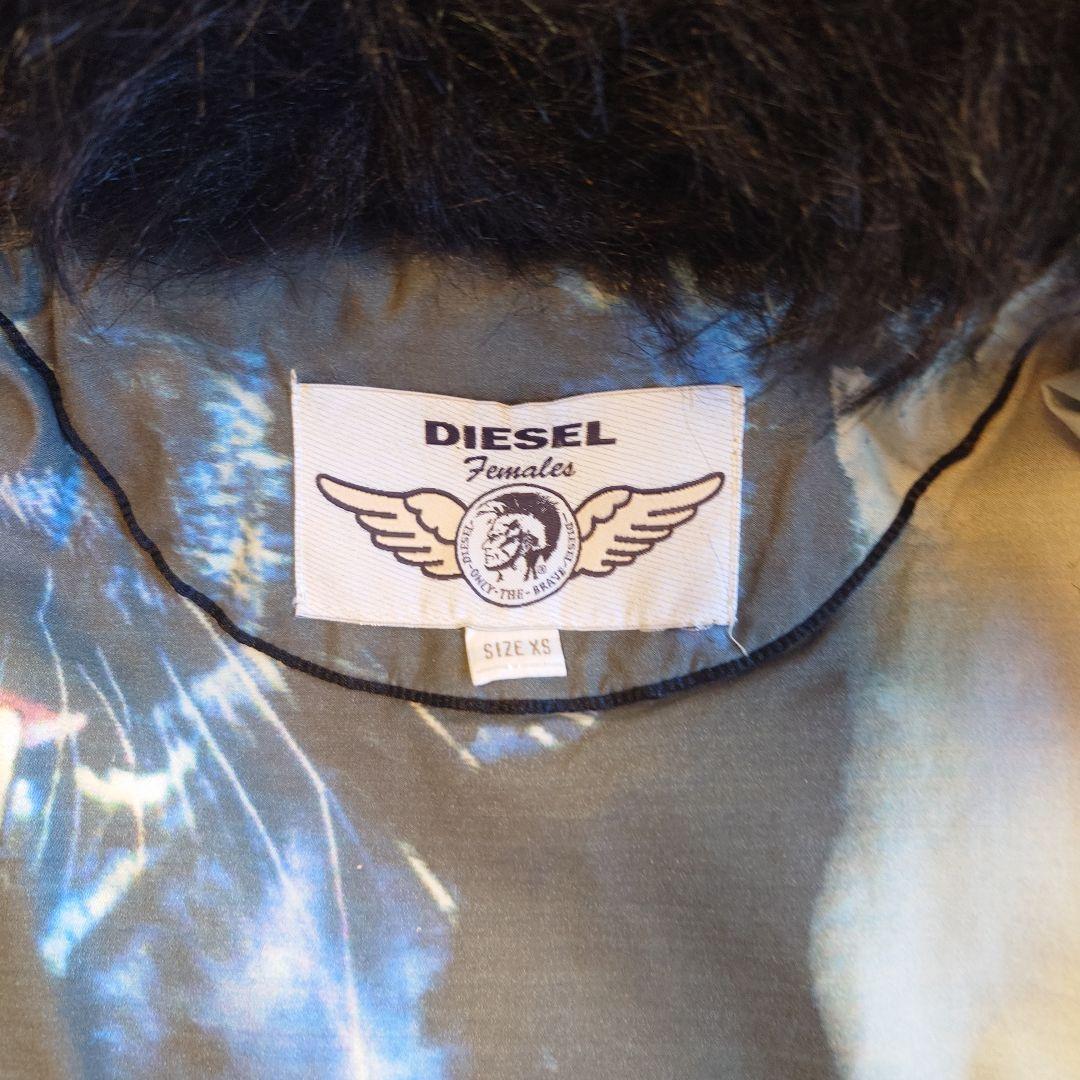 DIESEL
Females
-DIESEL-ONLY-THE-BRAVE-DIESEL-
®
SIZE XS